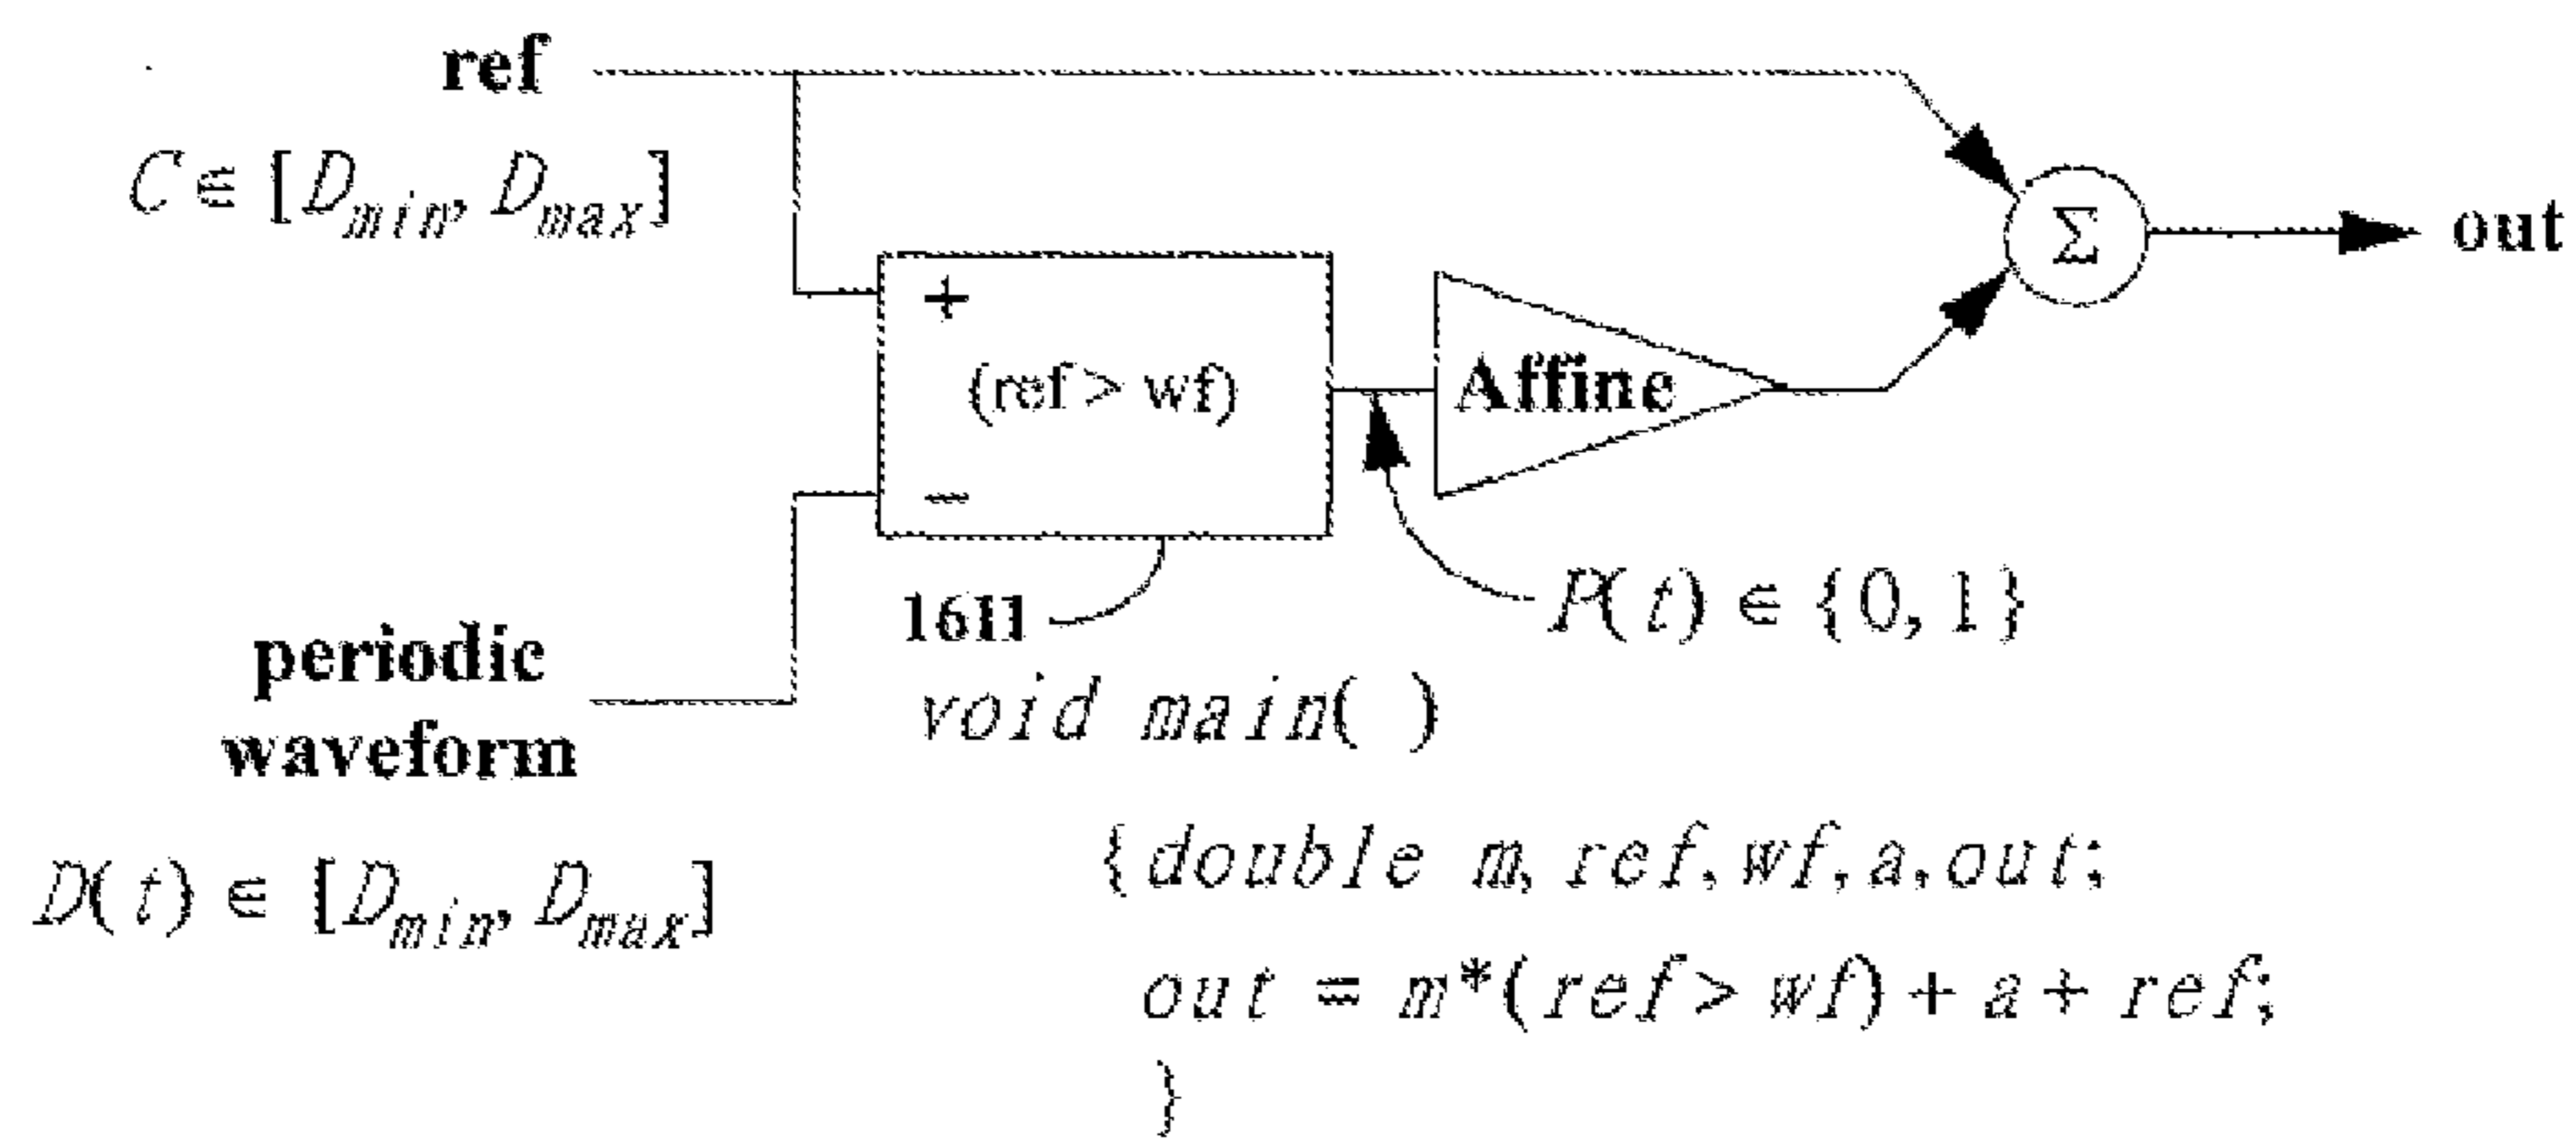 ref
C ∈ [D_min, D_max]
+
(ref > wf)
−
Affine
Σ
out
1611
P(t) ∈ {0, 1}
periodic
waveform
D(t) ∈ [D_min, D_max]
void main( )
{double m, ref, wf, a, out;
out = m*(ref > wf) + a + ref;
}